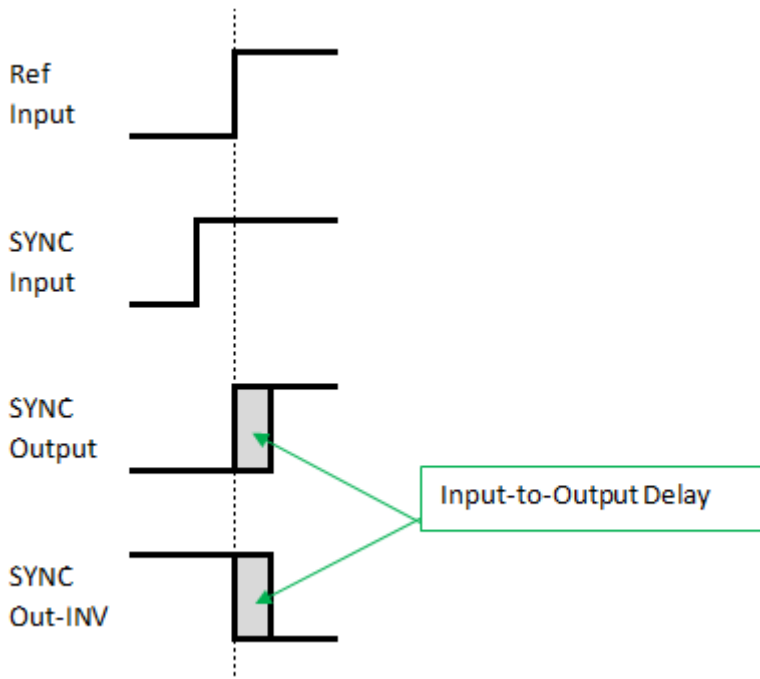 Ref
Input
SYNC
Input
SYNC
Output
Input-to-Output Delay
SYNC
Out-INV